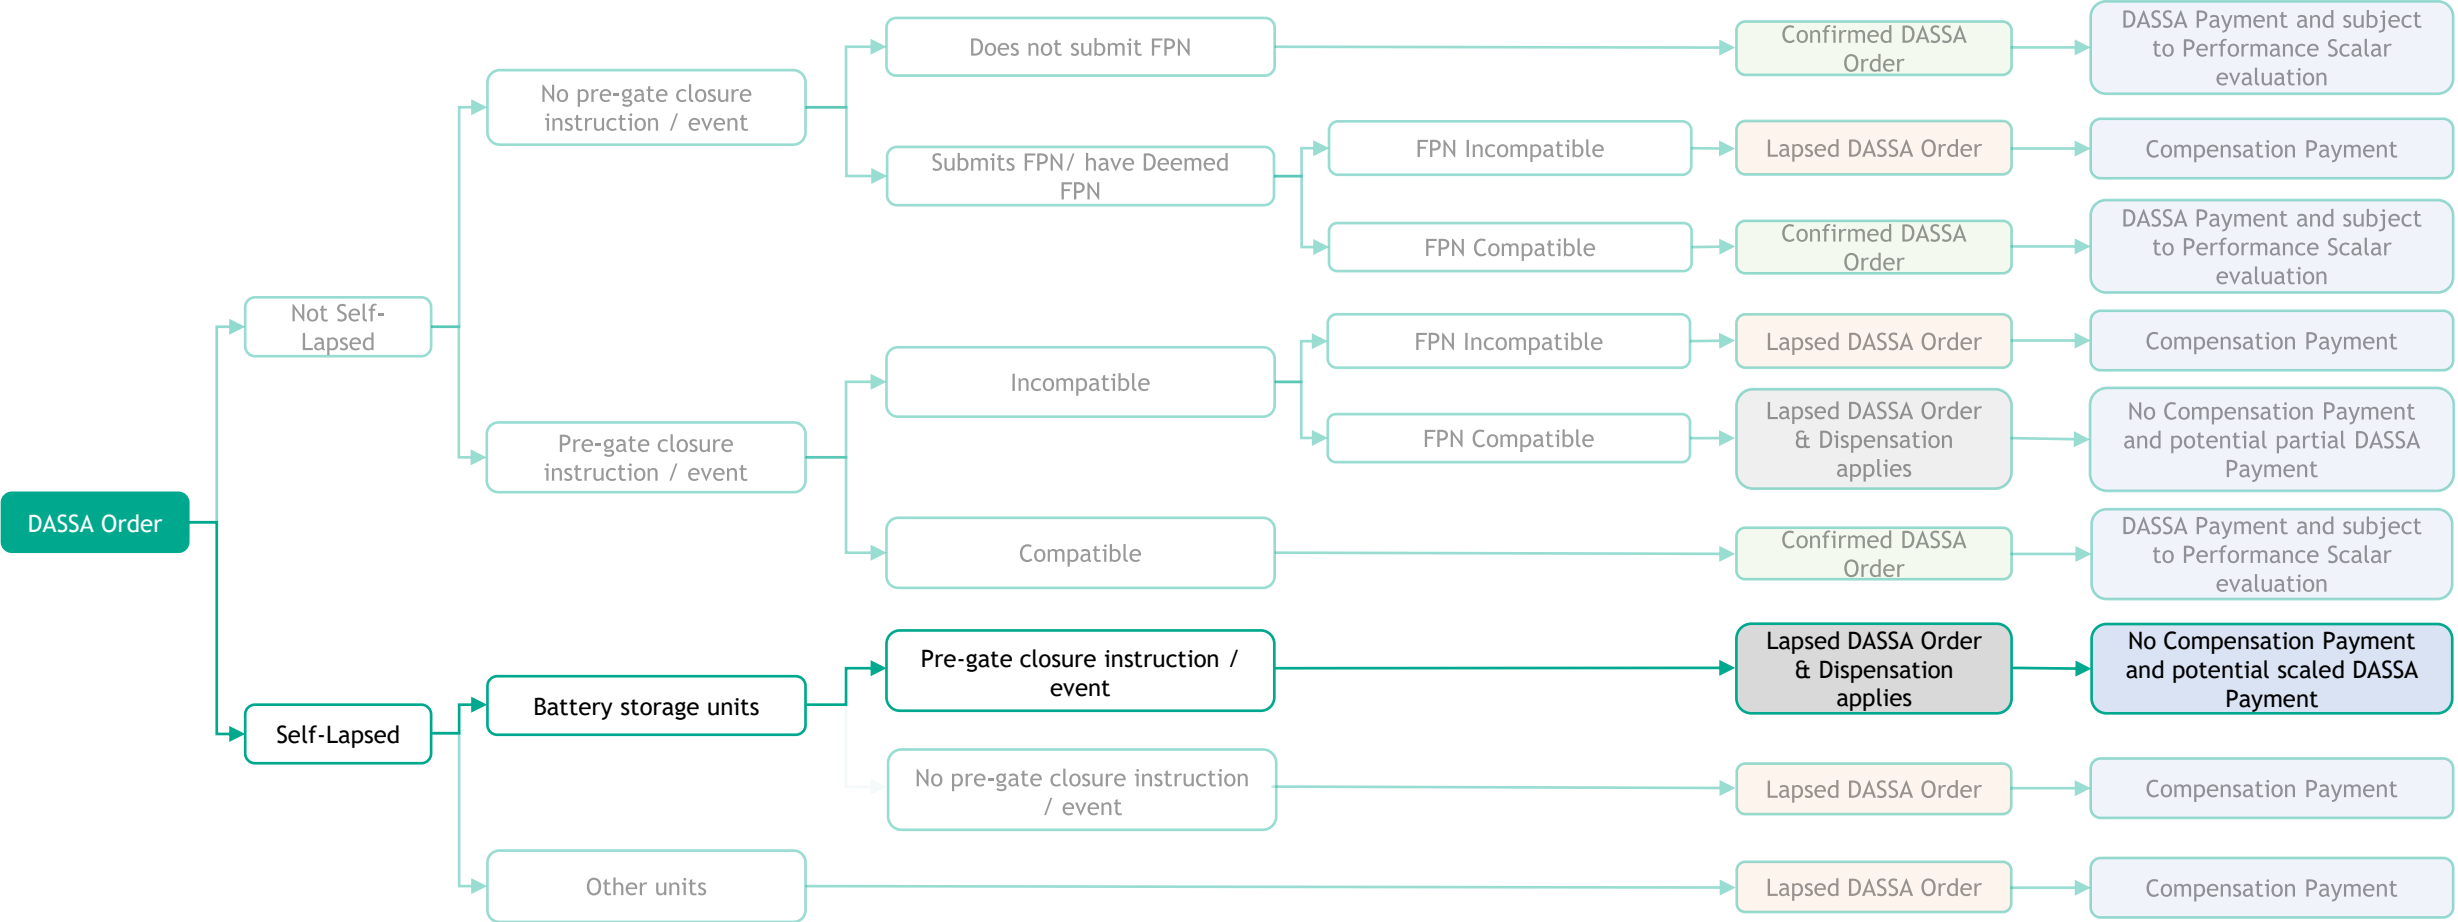 Does not submit FPN
Confirmed DASSA
Order
DASSA Payment and subject
to Performance Scalar
evaluation
No pre-gate closure
instruction / event
Submits FPN/ have Deemed
FPN
FPN Incompatible
Lapsed DASSA Order
Compensation Payment
FPN Compatible
Confirmed DASSA
Order
DASSA Payment and subject
to Performance Scalar
evaluation
Not Self-
Lapsed
Incompatible
FPN Incompatible
Lapsed DASSA Order
Compensation Payment
Pre-gate closure
instruction / event
FPN Compatible
Lapsed DASSA Order
& Dispensation
applies
No Compensation Payment
and potential partial DASSA
Payment
DASSA Order
Compatible
Confirmed DASSA
Order
DASSA Payment and subject
to Performance Scalar
evaluation
Self-Lapsed
Battery storage units
Pre-gate closure instruction /
event
Lapsed DASSA Order
& Dispensation
applies
No Compensation Payment
and potential scaled DASSA
Payment
No pre-gate closure instruction
/ event
Lapsed DASSA Order
Compensation Payment
Other units
Lapsed DASSA Order
Compensation Payment